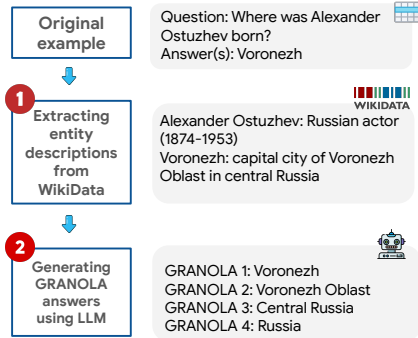 Original
example
Question: Where was Alexander
Ostuzhev born?
Answer(s): Voronezh
1
Extracting
entity
descriptions
from
WikiData
WIKIDATA
Alexander Ostuzhev: Russian actor
(1874-1953)
Voronezh: capital city of Voronezh
Oblast in central Russia
2
Generating
GRANOLA
answers
using LLM
GRANOLA 1: Voronezh
GRANOLA 2: Voronezh Oblast
GRANOLA 3: Central Russia
GRANOLA 4: Russia